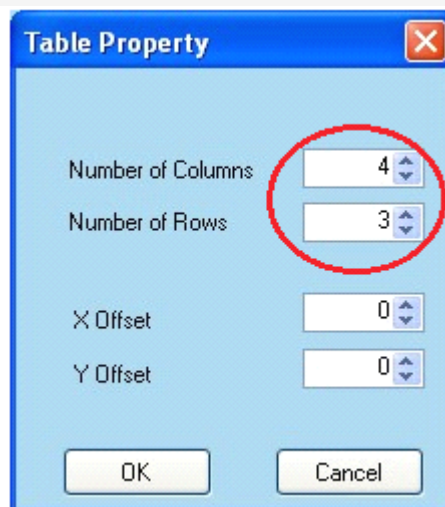 Table Property
Number of Columns 4
Number of Rows 3
X Offset 0
Y Offset 0
OK Cancel